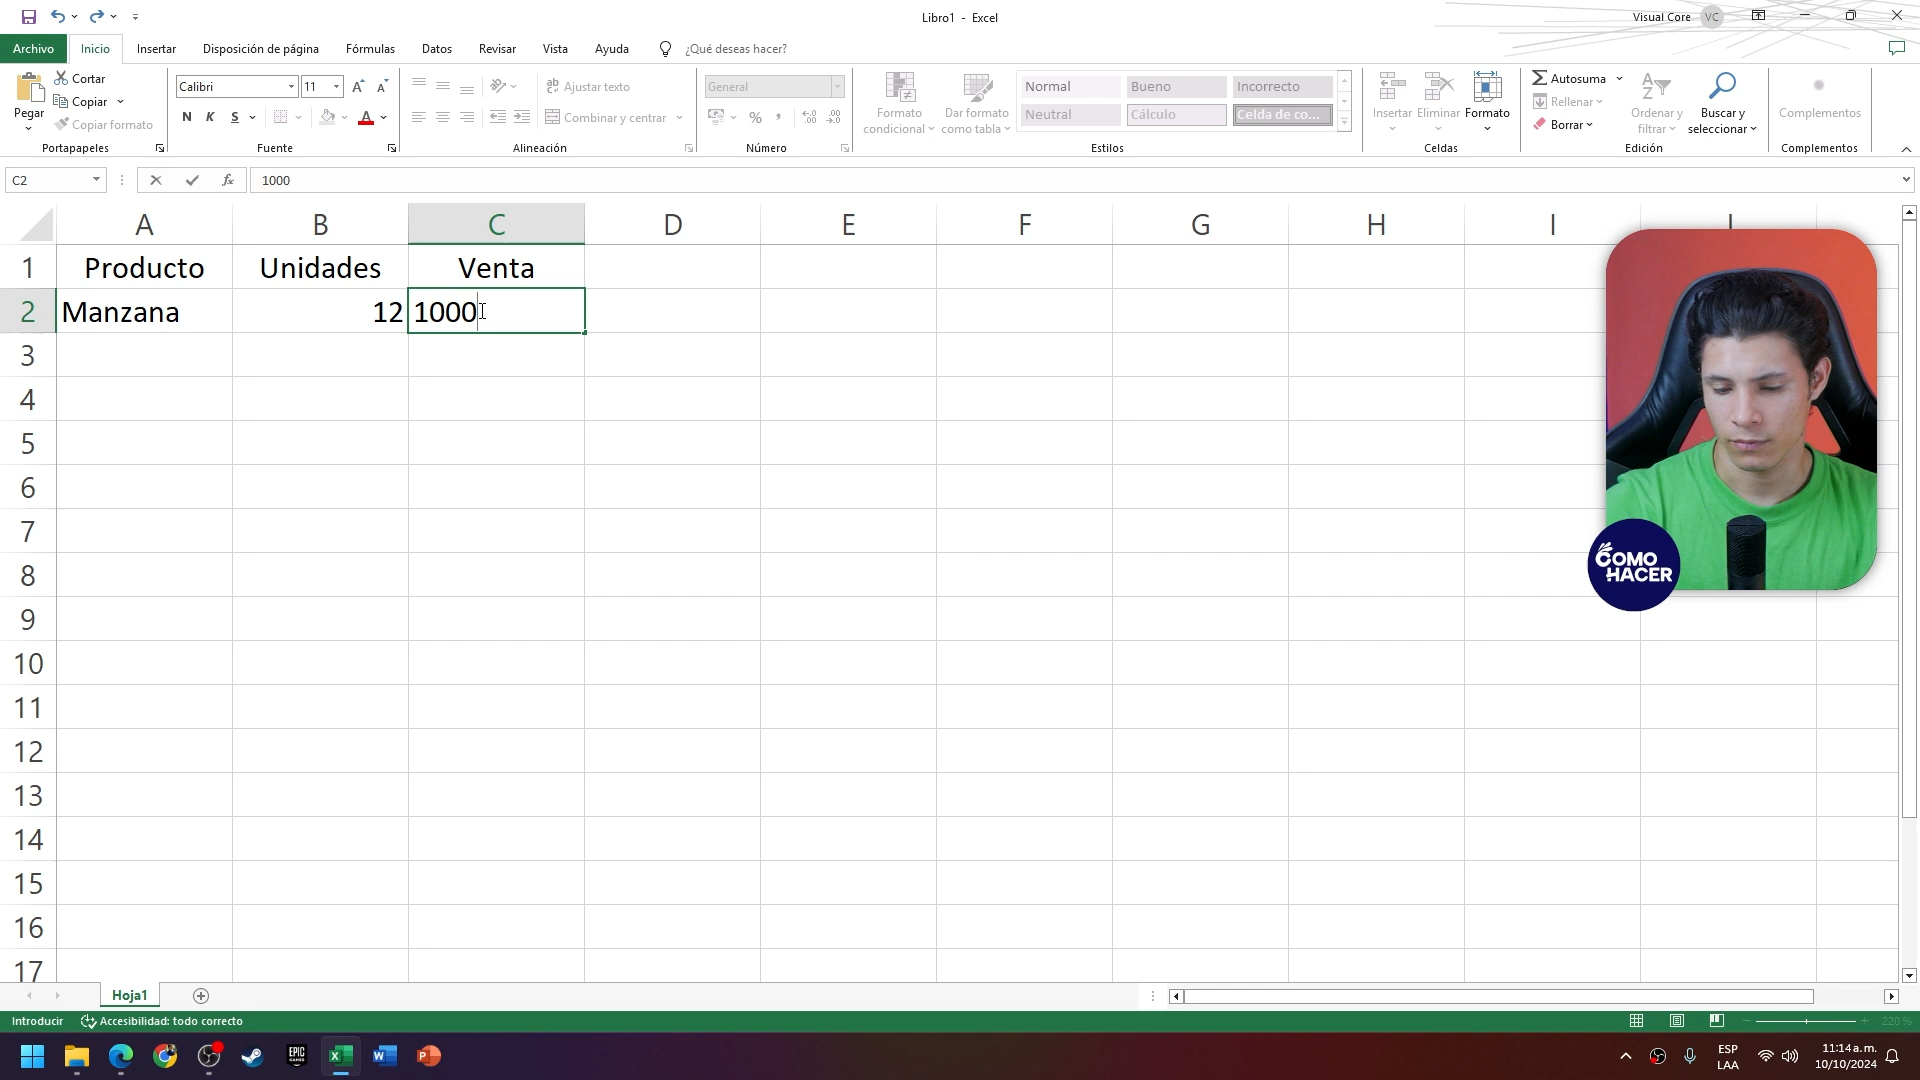 Libro1 - Excel
Visual Core VC
Archivo Inicio Insertar Disposición de página Fórmulas Datos Revisar Vista Ayuda ¿Qué deseas hacer?
Pegar
Cortar
Copiar
Copiar formato
Portapapeles
Calibri 11
N K S
Fuente
Ajustar texto
Combinar y centrar
Alineación
General
%
Número
Formato condicional
Dar formato como tabla
Normal Bueno Incorrecto
Neutral Cálculo Celda de co...
Estilos
Insertar Eliminar Formato
Celdas
Autosuma
Rellenar
Borrar
Ordenar y filtrar
Buscar y seleccionar
Edición
Complementos
Complementos
C2 fx 1000
A B C D E F G H I J
1 Producto Unidades Venta
2 Manzana 12 1000
3
4
5
6
7
8
9
10
11
12
13
14
15
16
17
COMO
HACER
Hoja1
Introducir Accesibilidad: todo correcto 220 %
EPIC GAMES
ESP
LAA
11:14 a.m.
10/10/2024